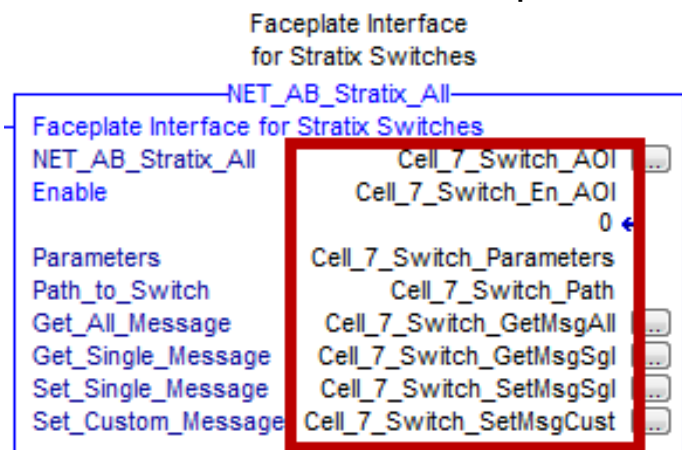 Faceplate Interface
for Stratix Switches
NET_AB_Stratix_All
Faceplate Interface for Stratix Switches
NET_AB_Stratix_All Cell_7_Switch_AOI ...
Enable Cell_7_Switch_En_AOI
0
Parameters Cell_7_Switch_Parameters
Path_to_Switch Cell_7_Switch_Path
Get_All_Message Cell_7_Switch_GetMsgAll ...
Get_Single_Message Cell_7_Switch_GetMsgSgl ...
Set_Single_Message Cell_7_Switch_SetMsgSgl ...
Set_Custom_Message Cell_7_Switch_SetMsgCust ...